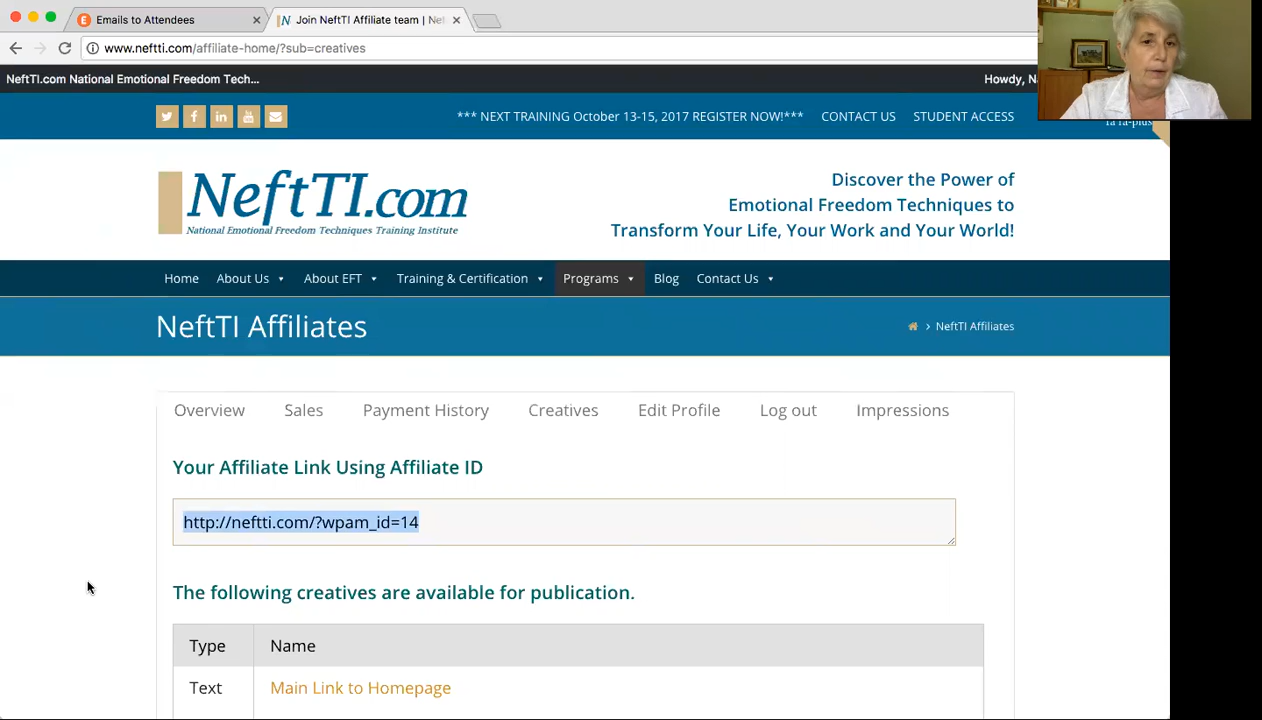 Emails to Attendees
Join NeftTI Affiliate team | Nef
www.neftti.com/affiliate-home/?sub=creatives
NeftTI.com National Emotional Freedom Tech...
Howdy, Na
*** NEXT TRAINING October 13-15, 2017 REGISTER NOW!***
CONTACT US
STUDENT ACCESS
NeftTI.com
National Emotional Freedom Techniques Training Institute
Discover the Power of
Emotional Freedom Techniques to
Transform Your Life, Your Work and Your World!
Home
About Us
About EFT
Training & Certification
Programs
Blog
Contact Us
NeftTI Affiliates
NeftTI Affiliates
Overview
Sales
Payment History
Creatives
Edit Profile
Log out
Impressions
Your Affiliate Link Using Affiliate ID
http://neftti.com/?wpam_id=14
The following creatives are available for publication.
Type
Name
Text
Main Link to Homepage